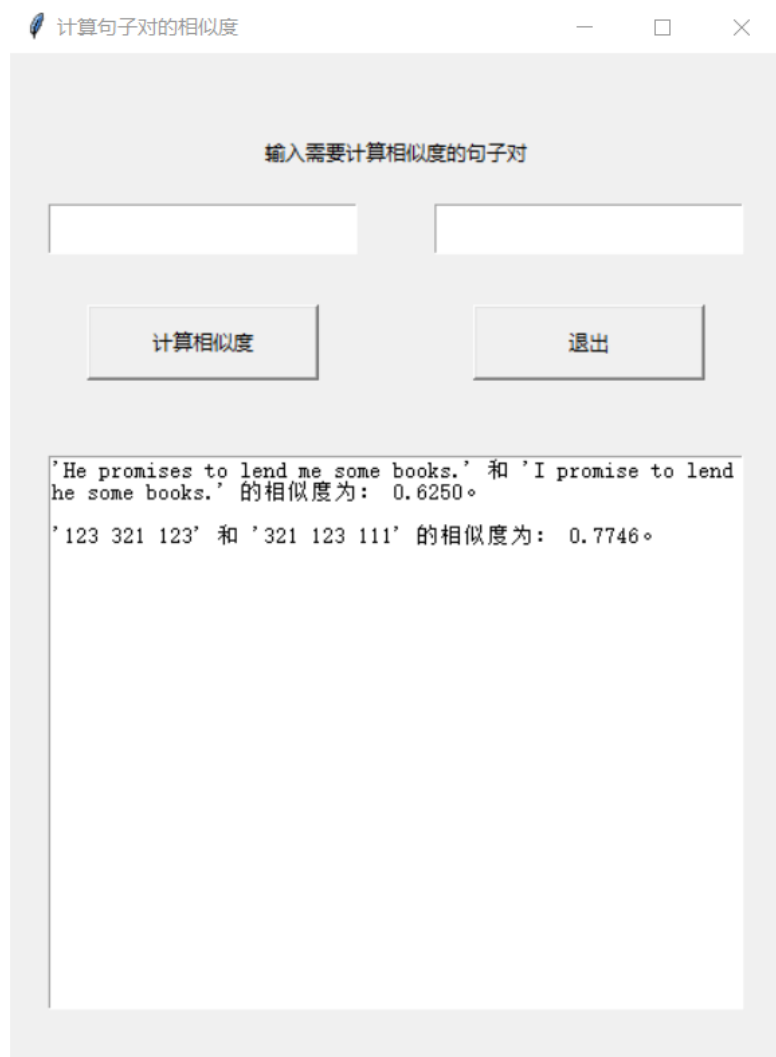 计算句子对的相似度
输入需要计算相似度的句子对
计算相似度
退出
'He promises to lend me some books.' 和 'I promise to lend
he some books.' 的相似度为： 0.6250。
'123 321 123' 和 '321 123 111' 的相似度为： 0.7746。